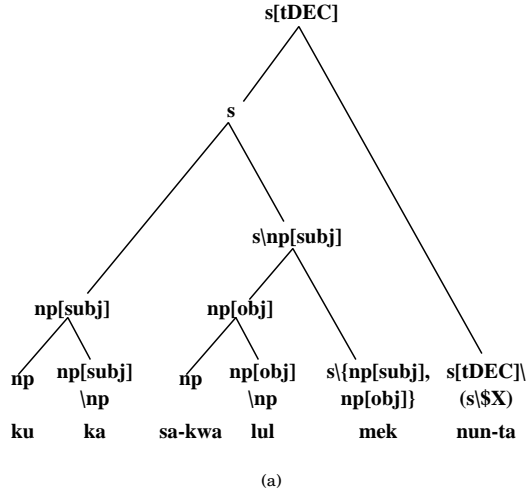 s[tDEC]
s
s\np[subj]
np[subj] np[obj]
np np[subj] np np[obj] s\{np[subj], s[tDEC]\
\np \np np[obj]} (s\$X)
ku ka sa-kwa lul mek nun-ta
(a)